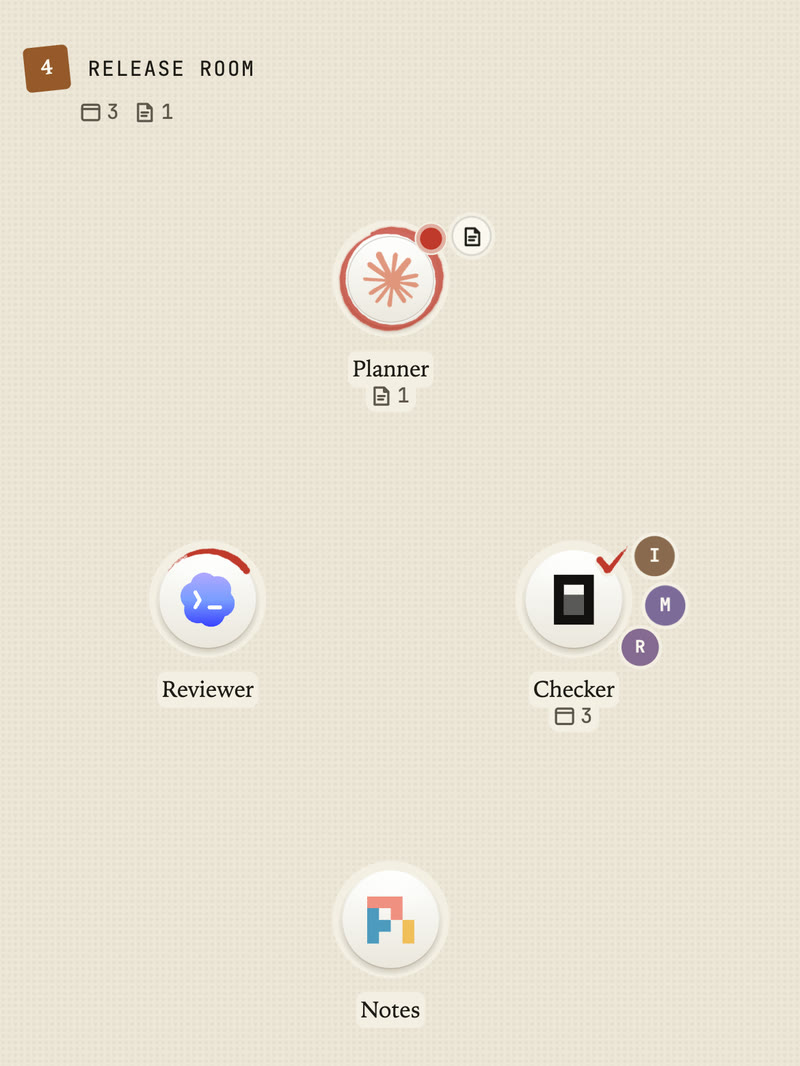 4 RELEASE ROOM
3 1
Planner
1
I
M
R
Reviewer
Checker
3
Notes